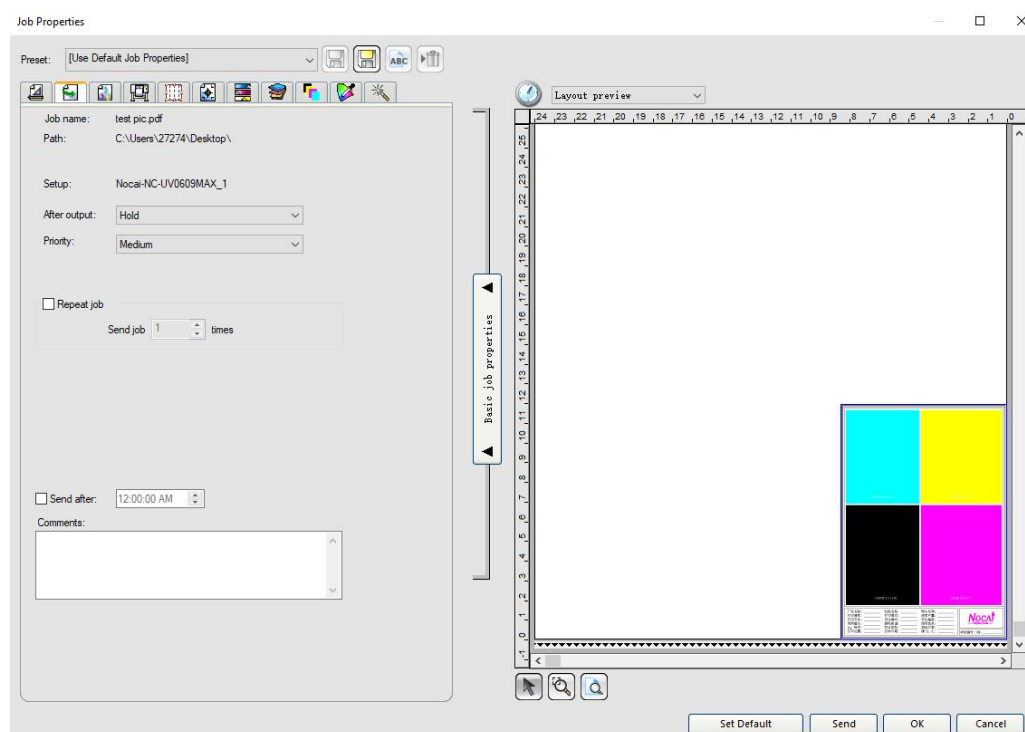 Job Properties
Preset: [Use Default Job Properties]
ABC
Job name: test pic.pdf
Path: C:\Users\27274\Desktop\
Setup: Nocai-NC-UV0609MAX_1
After output: Hold
Priority: Medium
Repeat job
Send job 1 times
Send after: 12:00:00 AM
Comments:
Basic job properties
Layout preview
24 23 22 21 20 19 18 17 16 15 14 13 12 11 10 9 8 7 6 5 4 3 2 1 0
25
24
23
22
21
20
19
18
17
16
15
14
13
12
11
10
9
8
7
6
5
4
3
2
1
0
-1
NOCAI
Set Default Send OK Cancel